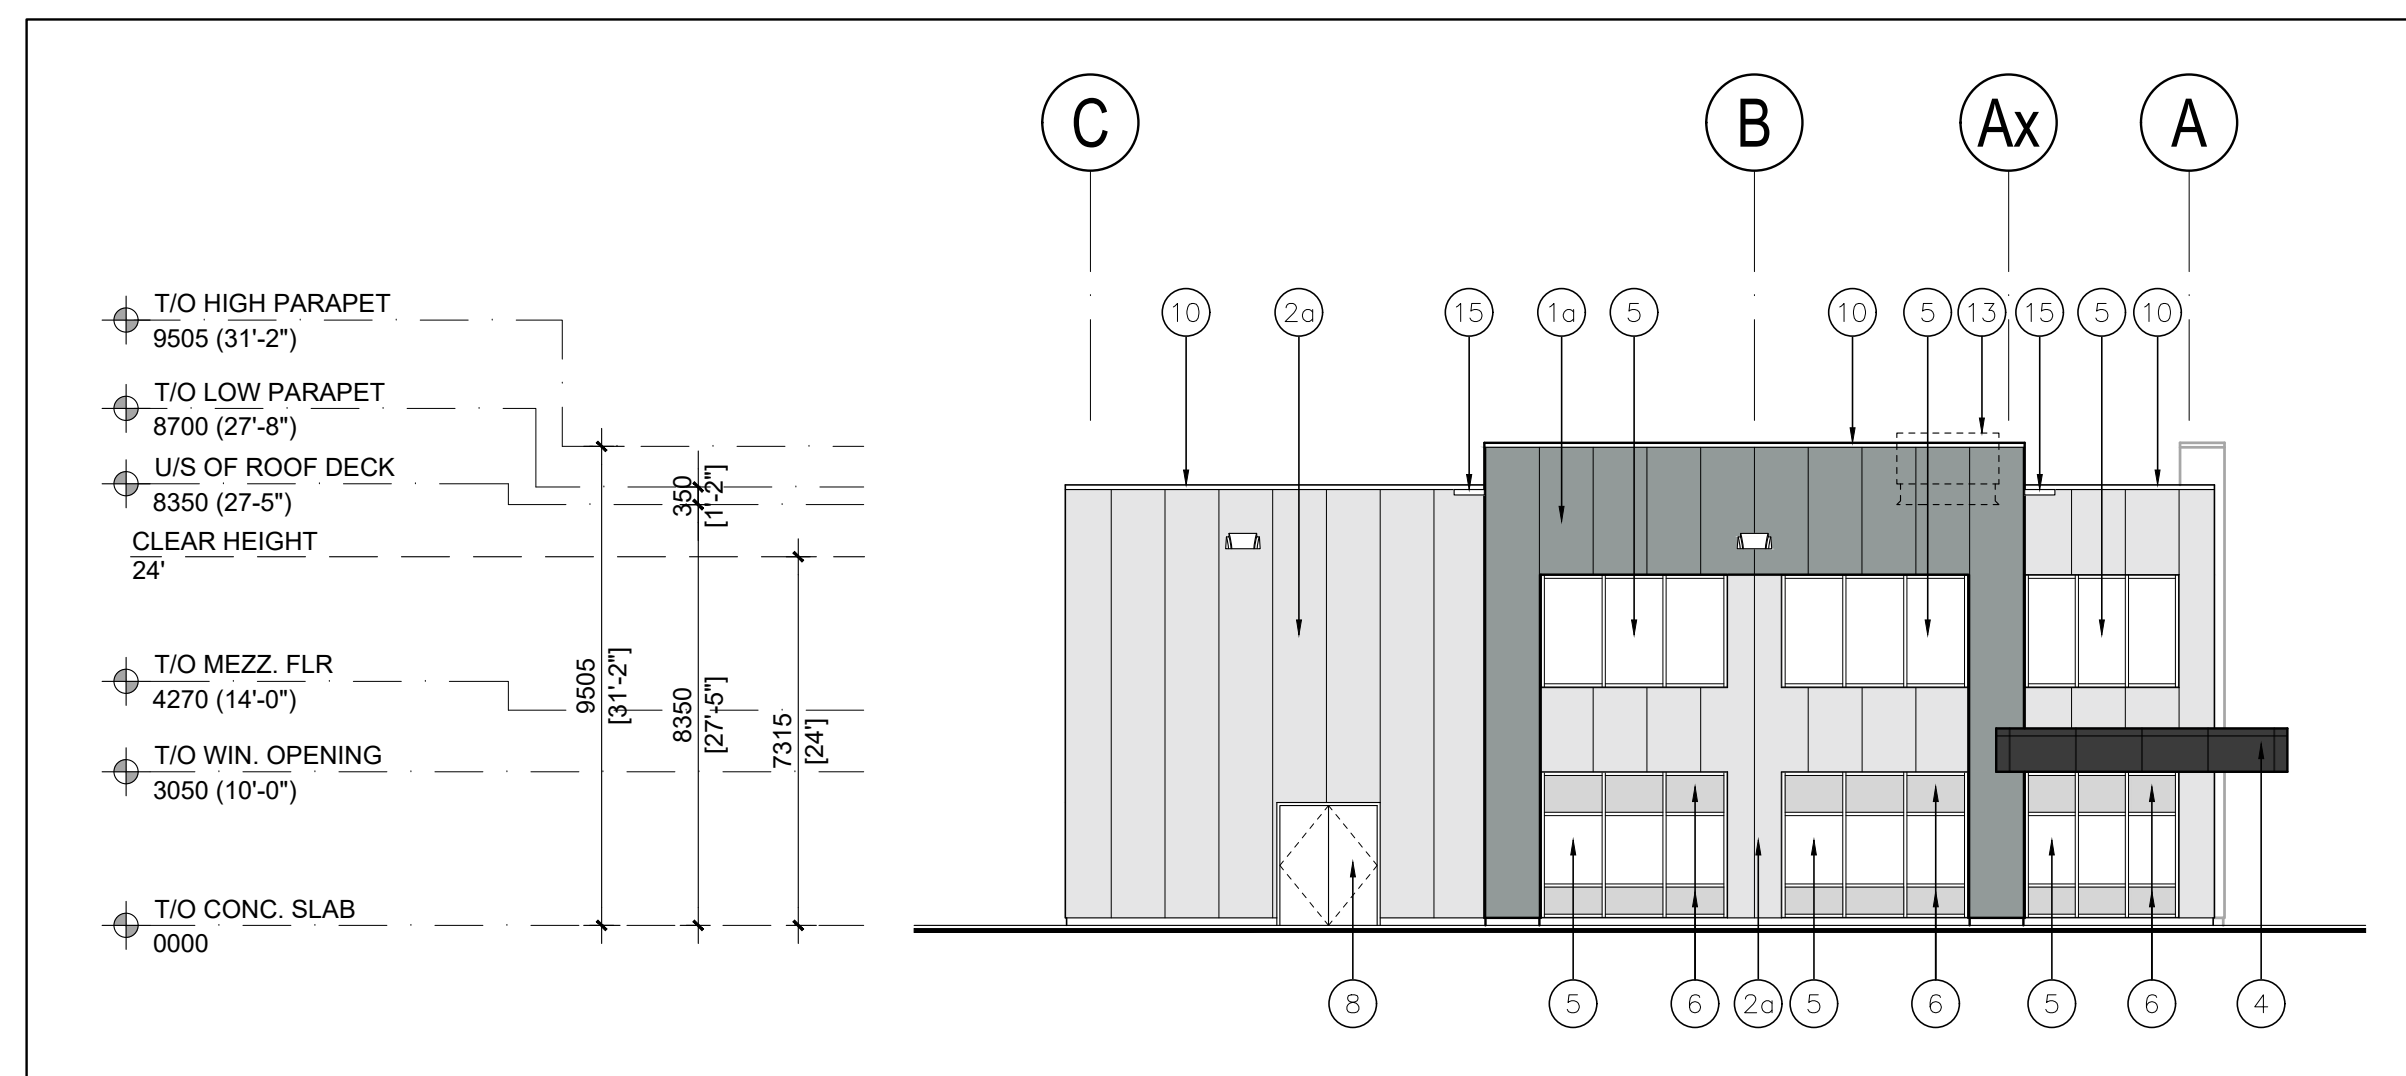 C B Ax A
10 2a 15 1a 5 10 5 13 15 5 10
T/O HIGH PARAPET
9505 (31'-2")
T/O LOW PARAPET
8700 (27'-8")
U/S OF ROOF DECK
8350 (27-5")
CLEAR HEIGHT
24'
T/O MEZZ. FLR
4270 (14'-0")
T/O WIN. OPENING
3050 (10'-0")
T/O CONC. SLAB
0000
9505
[31'-2"]
350
[1'-2"]
8350
[27'-5"]
7315
[24']
8 5 6 2a 5 6 5 6 4